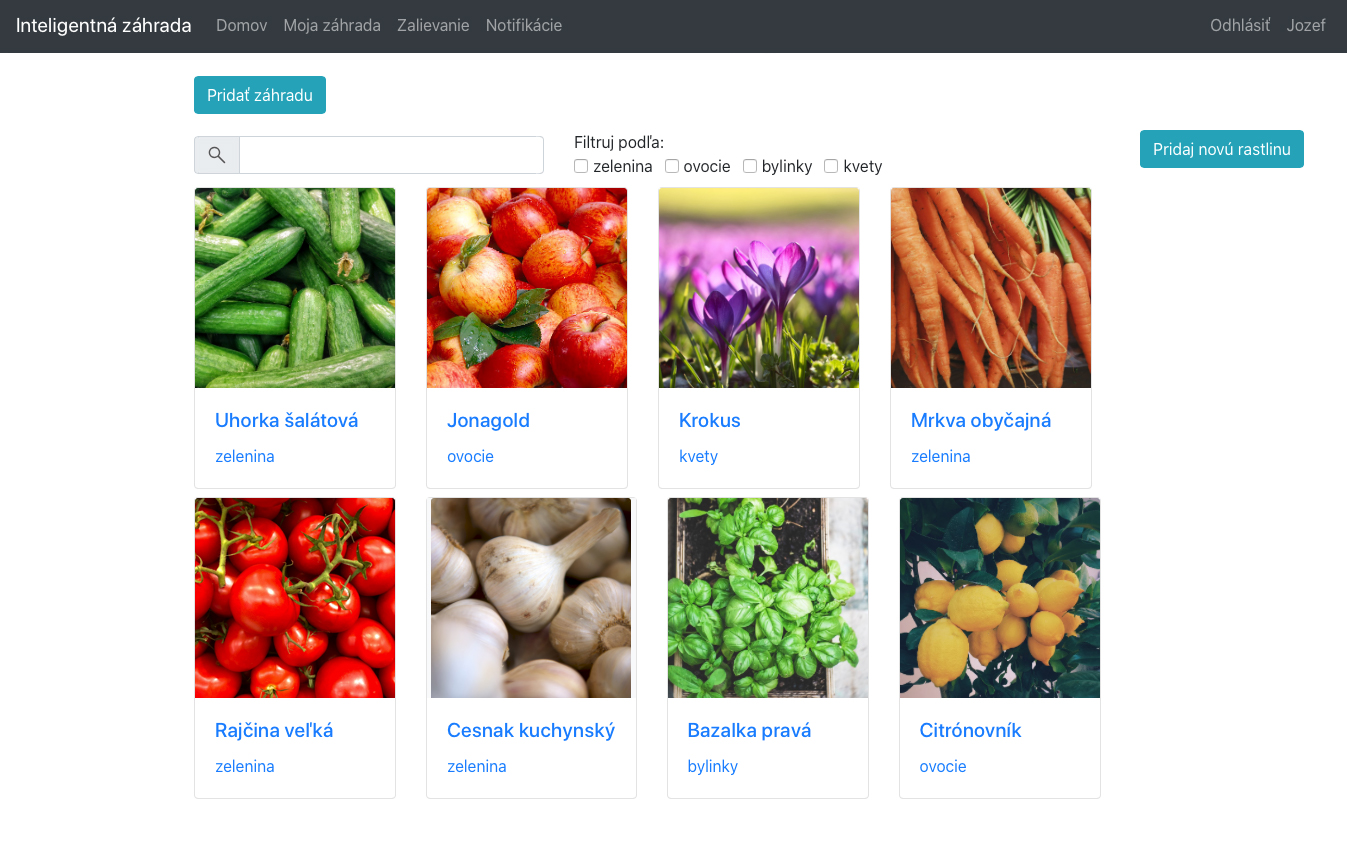 Inteligentná záhrada Domov Moja záhrada Zalievanie Notifikácie Odhlásiť Jozef
Pridať záhradu
Filtruj podľa:
zelenina ovocie bylinky kvety
Pridaj novú rastlinu
Uhorka šalátová
zelenina
Jonagold
ovocie
Krokus
kvety
Mrkva obyčajná
zelenina
Rajčina veľká
zelenina
Cesnak kuchynský
zelenina
Bazalka pravá
bylinky
Citrónovník
ovocie